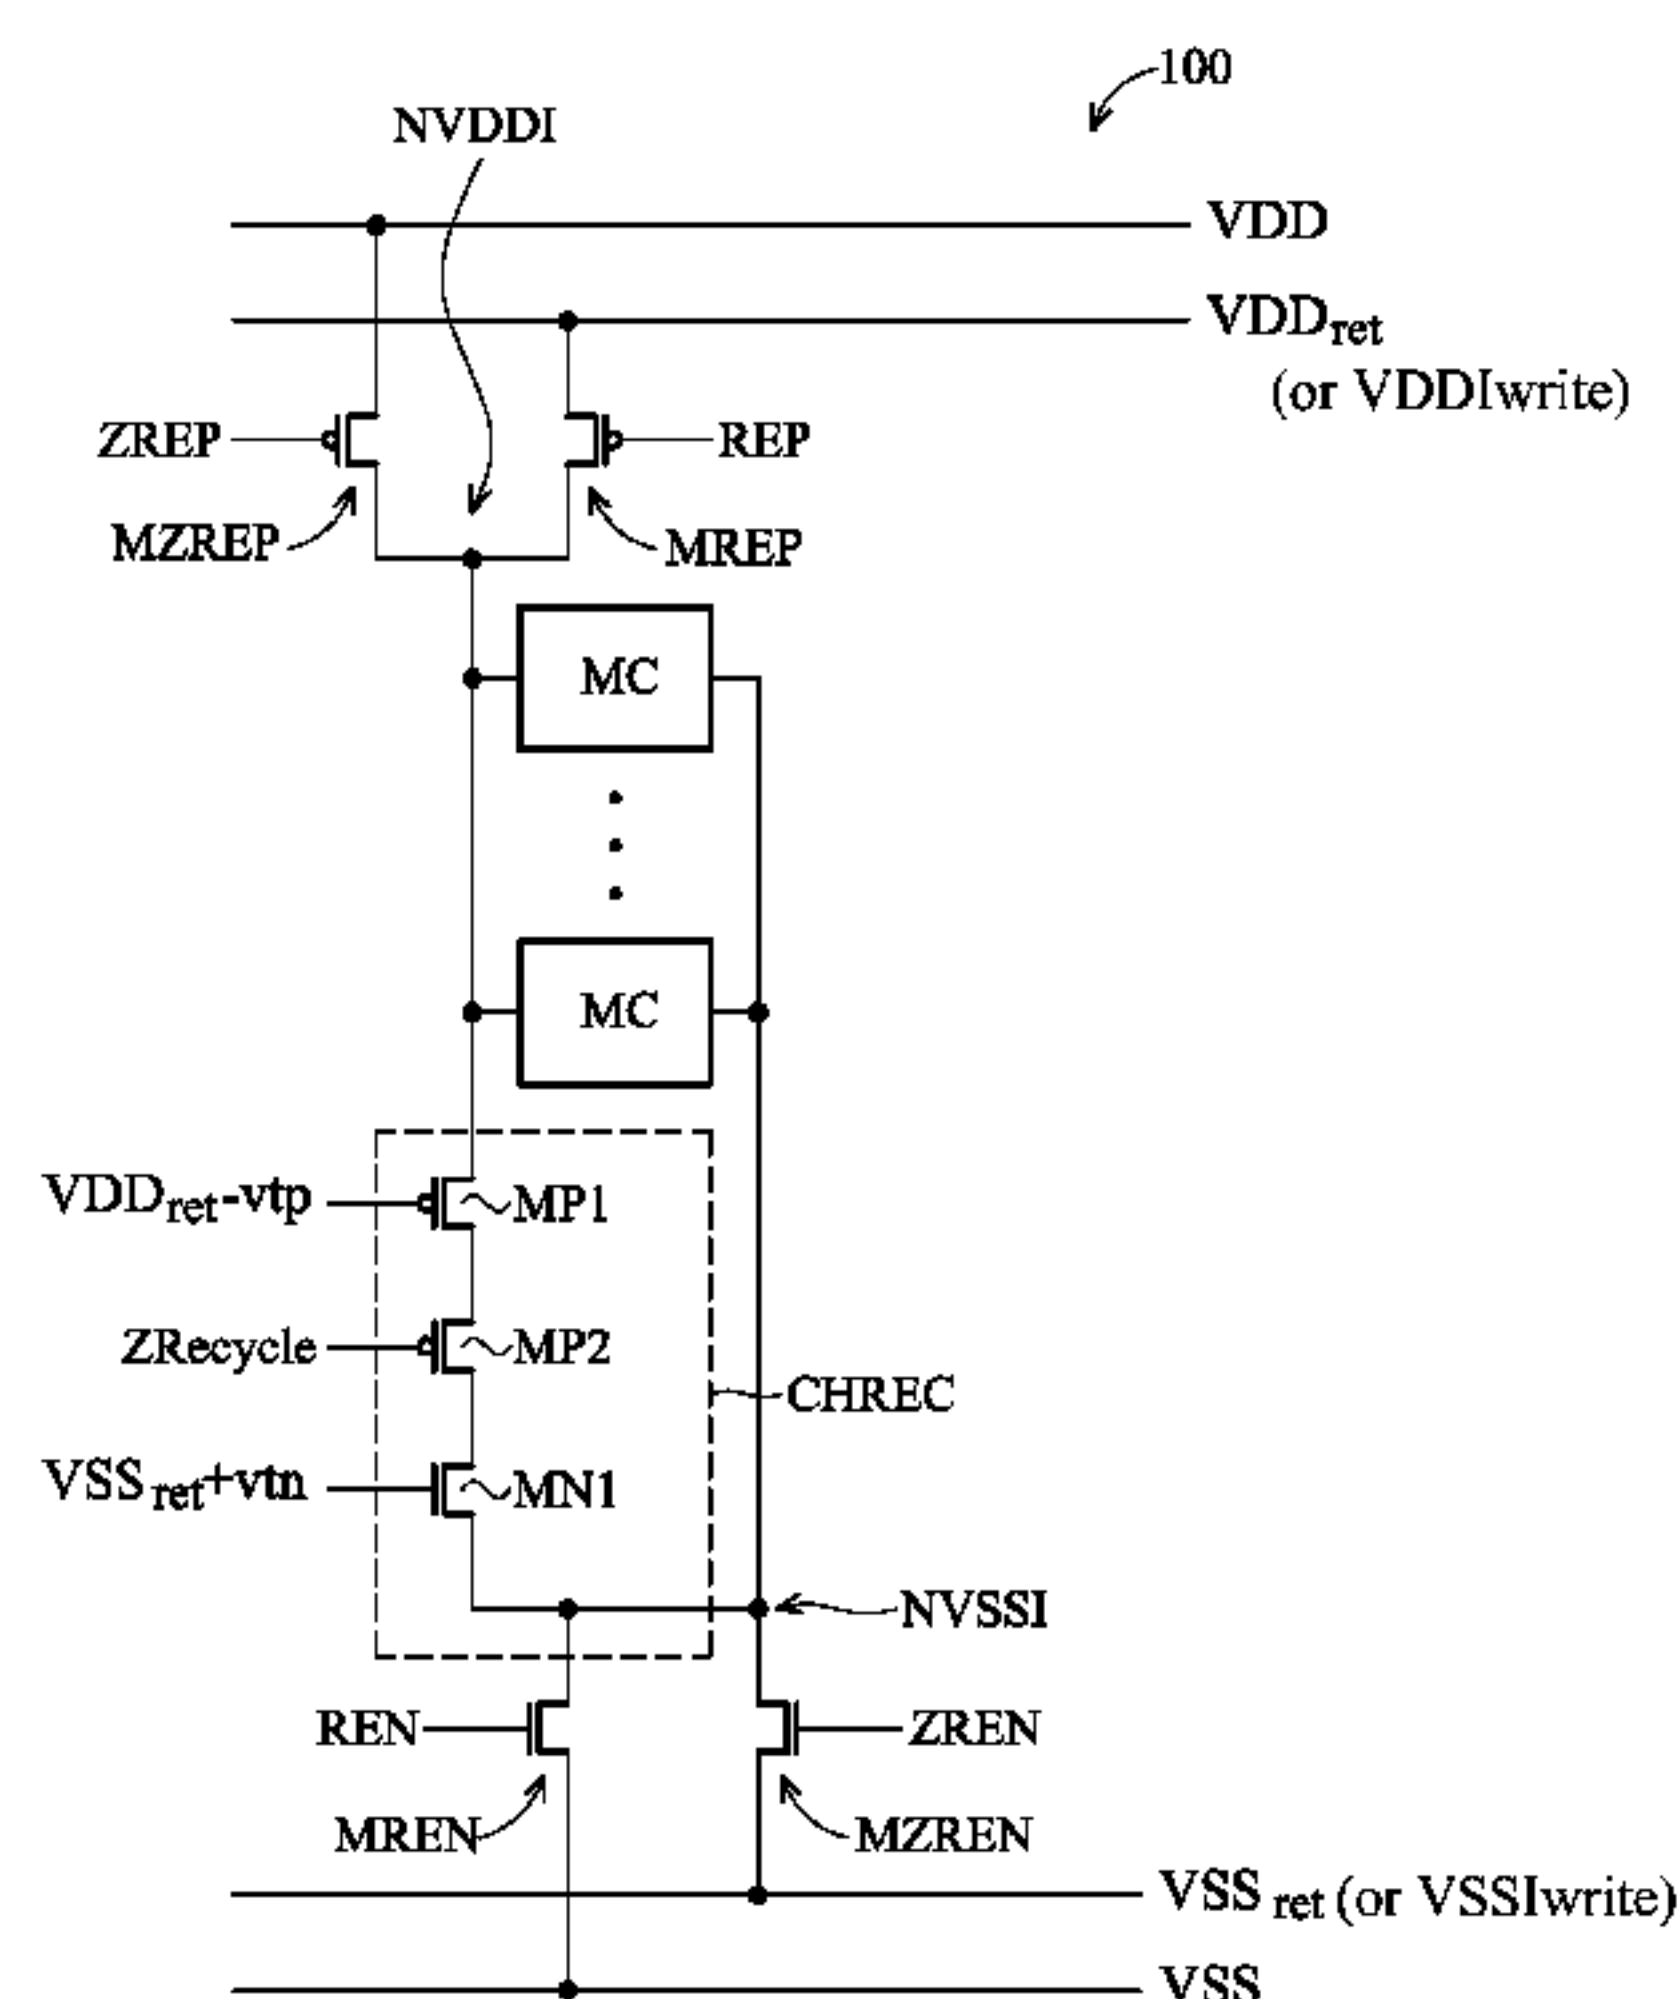 100
NVDDI
VDD
VDDret
(or VDDIwrite)
ZREP
REP
MZREP
MREP
MC
MC
VDDret-vtp
MP1
ZRecycle
MP2
CHREC
VSSret+vtn
MN1
NVSSI
REN
ZREN
MREN
MZREN
VSS ret (or VSSIwrite)
VSS